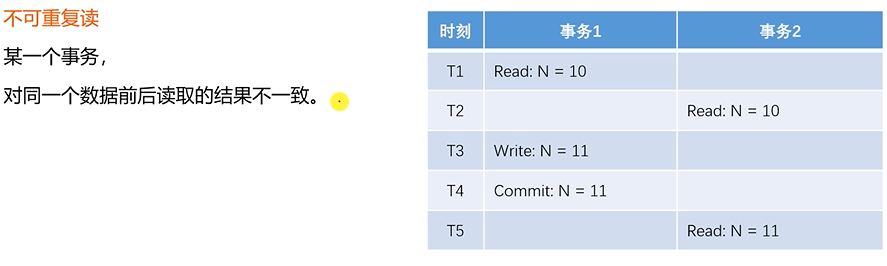 不可重复读
某一个事务，
对同一个数据前后读取的结果不一致。
时刻 事务1 事务2
T1 Read: N = 10
T2 Read: N = 10
T3 Write: N = 11
T4 Commit: N = 11
T5 Read: N = 11